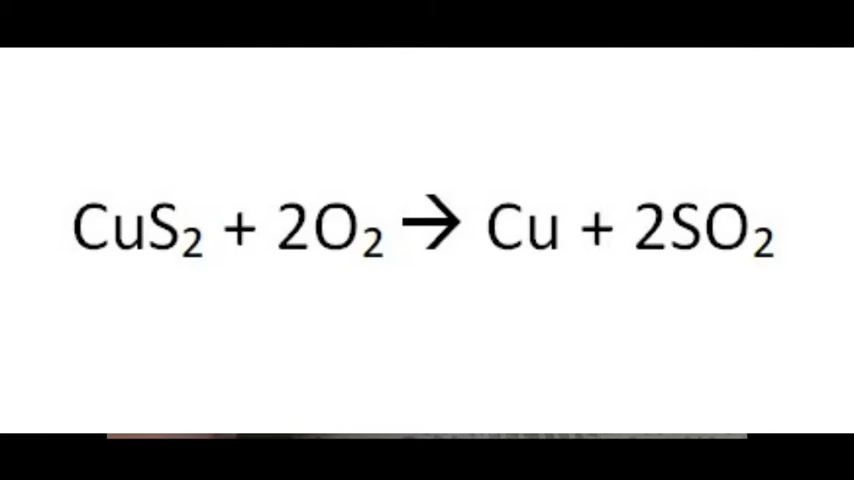 CuS₂ + 2O₂ → Cu + 2SO₂